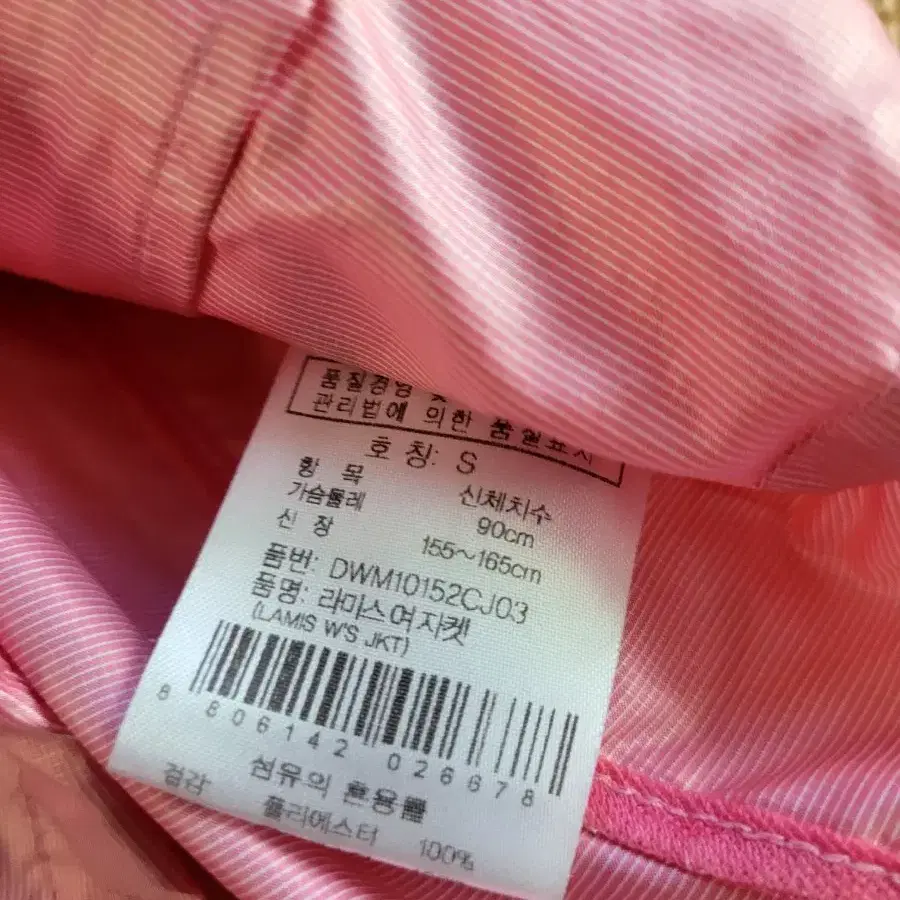 품질경영 및
관리법에 의한 품질표시
호 칭: S
항 목 신체치수
가슴둘레 90cm
신 장 155~165cm
품번: DWM10152CJ03
품명: 라미스여자켓
(LAMIS W'S JKT)
8 806142 026678
섬유의 혼용률
겉감 폴리에스터 100%